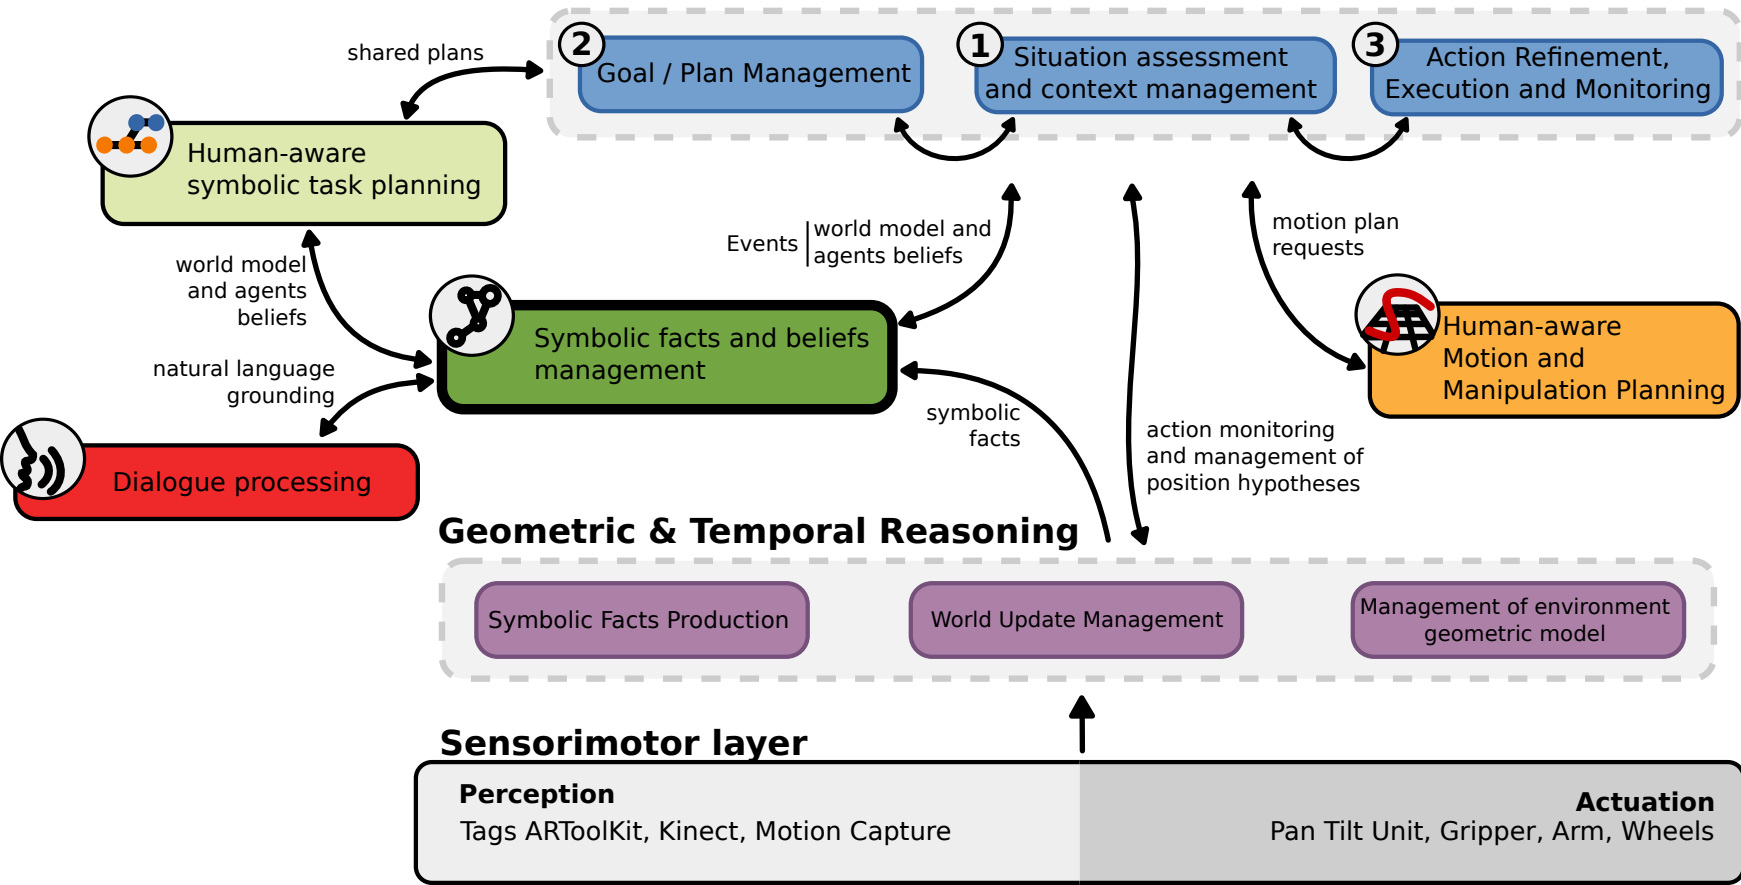 shared plans
2
Goal / Plan Management
1
Situation assessment
and context management
3
Action Refinement,
Execution and Monitoring
Human-aware
symbolic task planning
world model
and agents
beliefs
Events
world model and
agents beliefs
motion plan
requests
Symbolic facts and beliefs
management
Human-aware
Motion and
Manipulation Planning
natural language
grounding
symbolic
facts
action monitoring
and management of
position hypotheses
Dialogue processing
Geometric & Temporal Reasoning
Symbolic Facts Production
World Update Management
Management of environment
geometric model
Sensorimotor layer
Perception
Tags ARToolKit, Kinect, Motion Capture
Actuation
Pan Tilt Unit, Gripper, Arm, Wheels